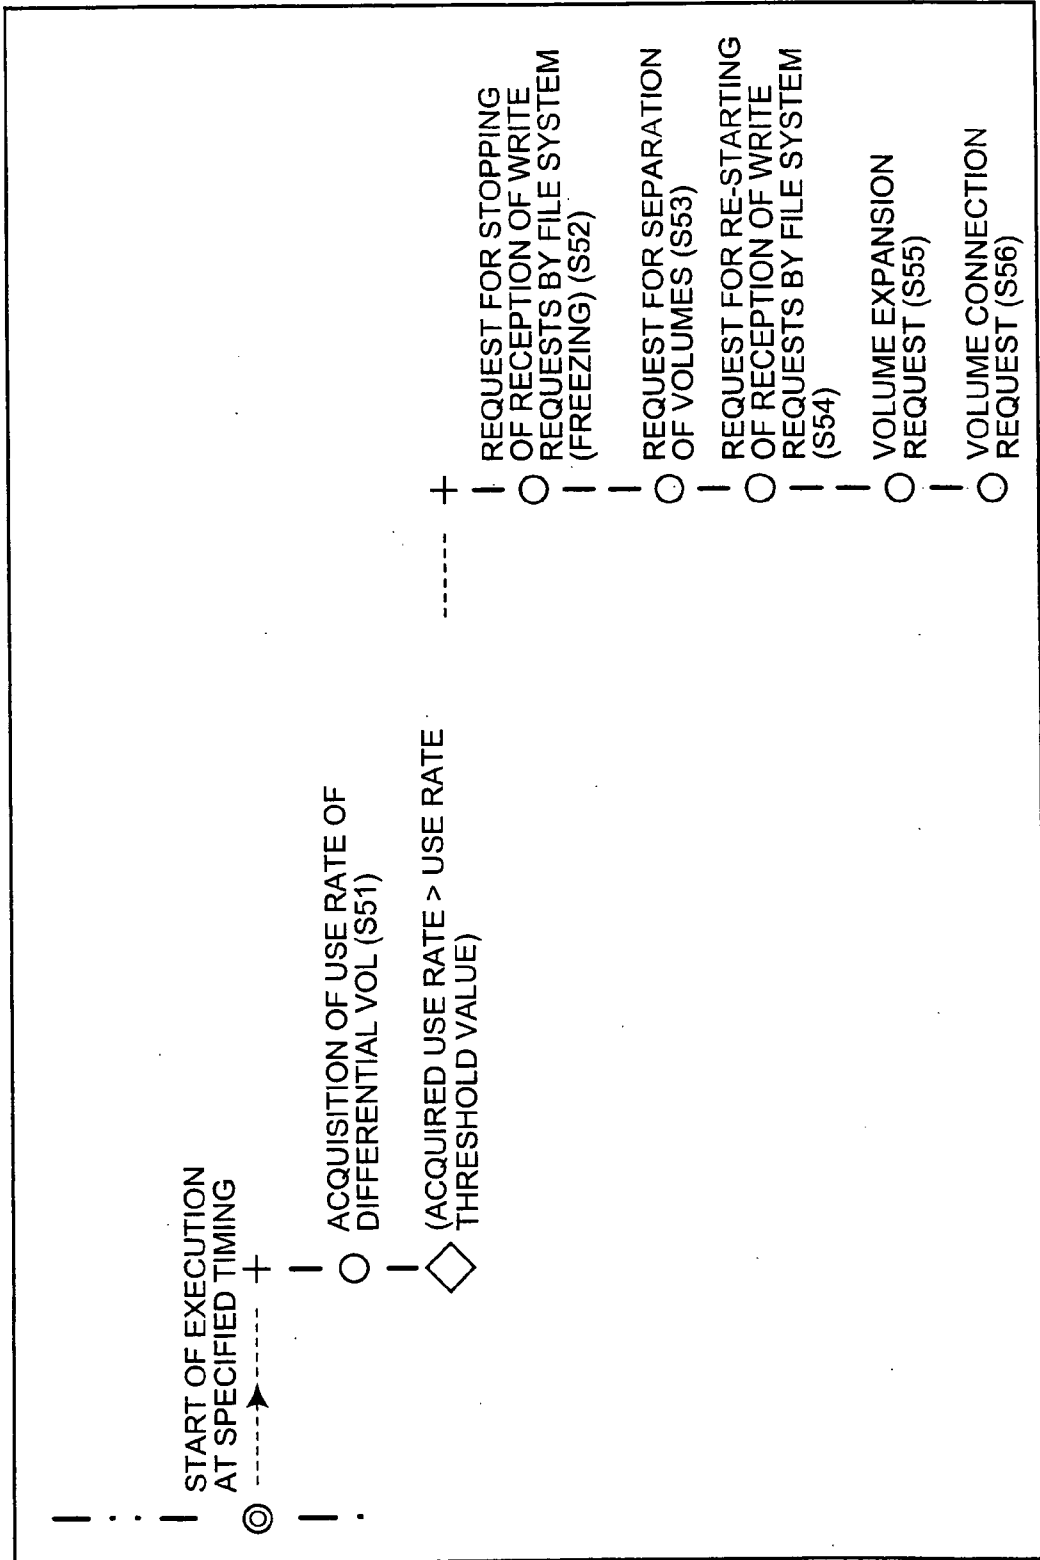 START OF EXECUTION
AT SPECIFIED TIMING
ACQUISITION OF USE RATE OF
DIFFERENTIAL VOL (S51)
(ACQUIRED USE RATE > USE RATE
THRESHOLD VALUE)
REQUEST FOR STOPPING
OF RECEPTION OF WRITE
REQUESTS BY FILE SYSTEM
(FREEZING) (S52)
REQUEST FOR SEPARATION
OF VOLUMES (S53)
REQUEST FOR RE-STARTING
OF RECEPTION OF WRITE
REQUESTS BY FILE SYSTEM
(S54)
VOLUME EXPANSION
REQUEST (S55)
VOLUME CONNECTION
REQUEST (S56)